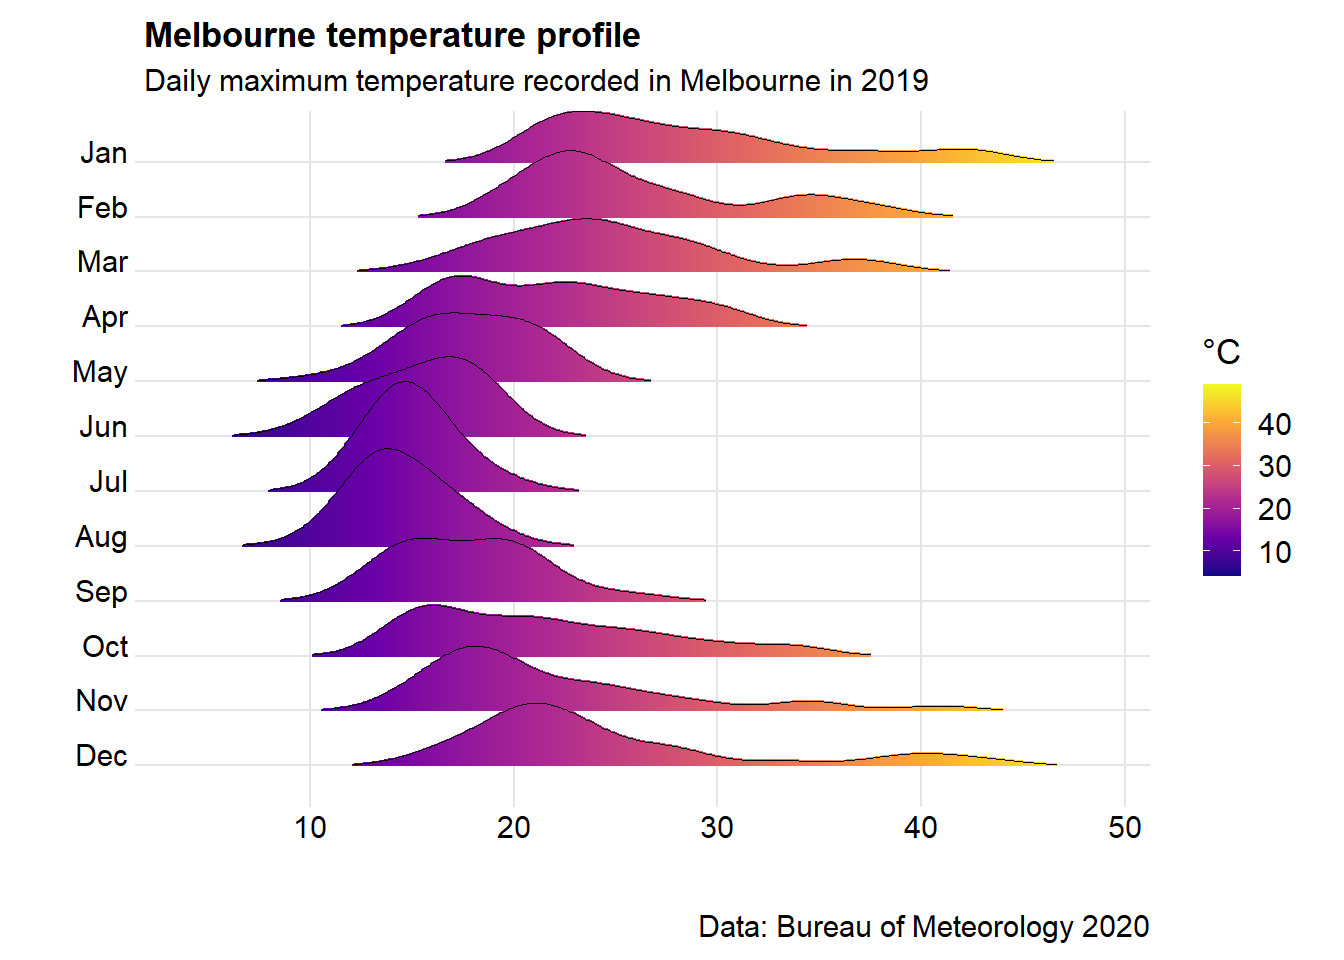 Melbourne temperature profile
Daily maximum temperature recorded in Melbourne in 2019
Jan
Feb
Mar
Apr
May
Jun
Jul
Aug
Sep
Oct
Nov
Dec
10 20 30 40 50
°C
40
30
20
10
Data: Bureau of Meteorology 2020